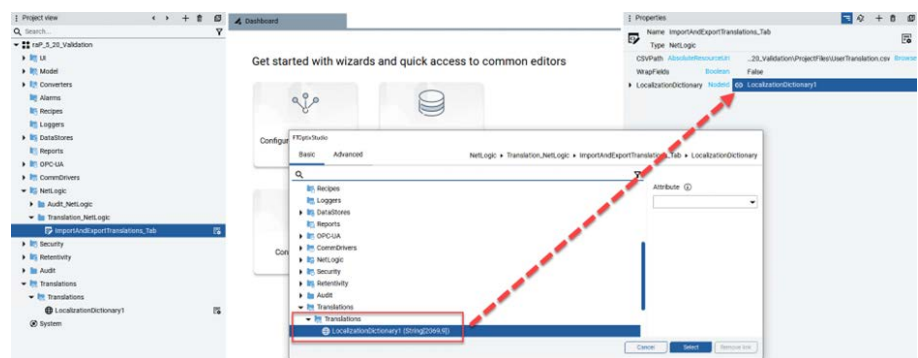 Project view
Search...
raP_5_20_Validation
UI
Model
Converters
Alarms
Recipes
Loggers
DataStores
Reports
OPC-UA
CommDrivers
NetLogic
Audit_NetLogic
Translation_NetLogic
ImportAndExportTranslations_Tab
Security
Retentivity
Audit
Translations
Translations
LocalizationDictionary1
System
Dashboard
Get started with wizards and quick access to common editors
Configur
Con
FTOptixStudio
Basic Advanced
NetLogic ▸ Translation_NetLogic ▸ ImportAndExportTranslations_Tab ▸ LocalizationDictionary
Recipes
Loggers
DataStores
Reports
OPC-UA
CommDrivers
NetLogic
Security
Retentivity
Audit
Translations
Translations
LocalizationDictionary1 (String[2069,9])
Attribute
Cancel Select Remove link
Properties
Name ImportAndExportTranslations_Tab
Type NetLogic
CSVPath AbsoluteResourceUri ...20_Validation\ProjectFiles\UserTranslation.csv Browse
WrapFields Boolean False
LocalizationDictionary NodeId LocalizationDictionary1